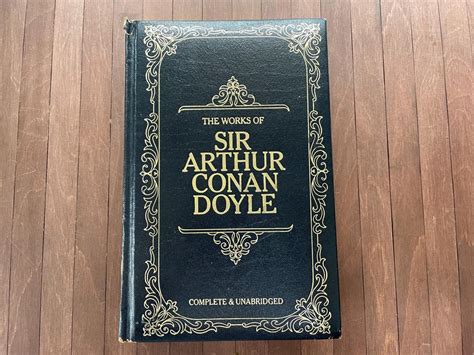 THE WORKS OF
SIR
ARTHUR
CONAN
DOYLE
COMPLETE & UNABRIDGED